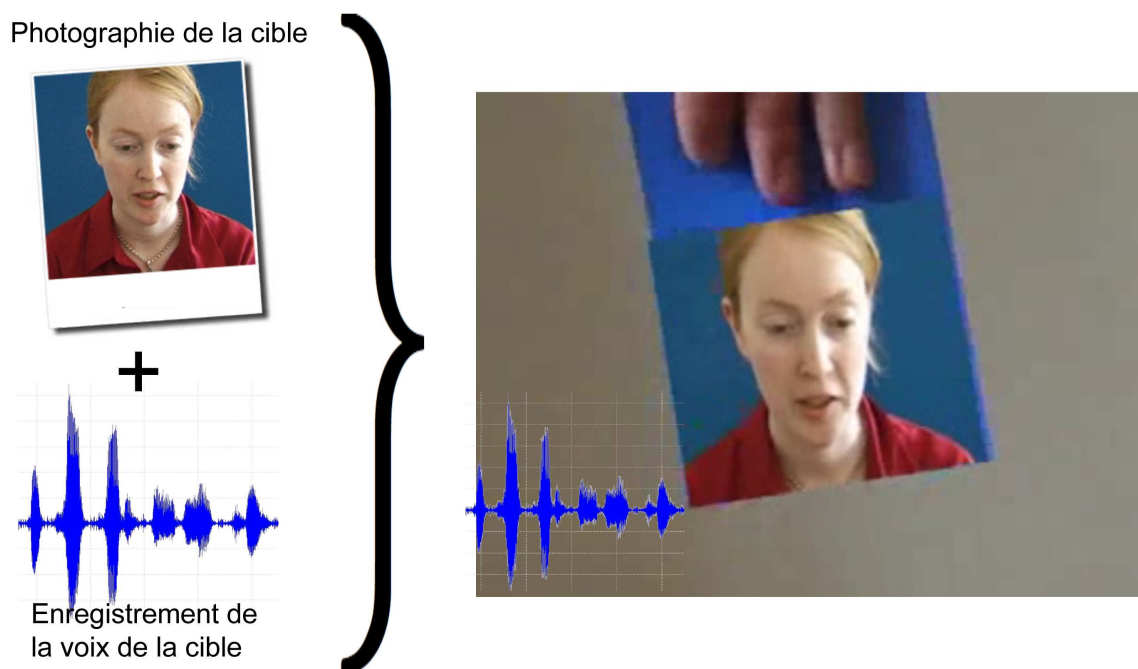 Photographie de la cible
+
Enregistrement de
la voix de la cible